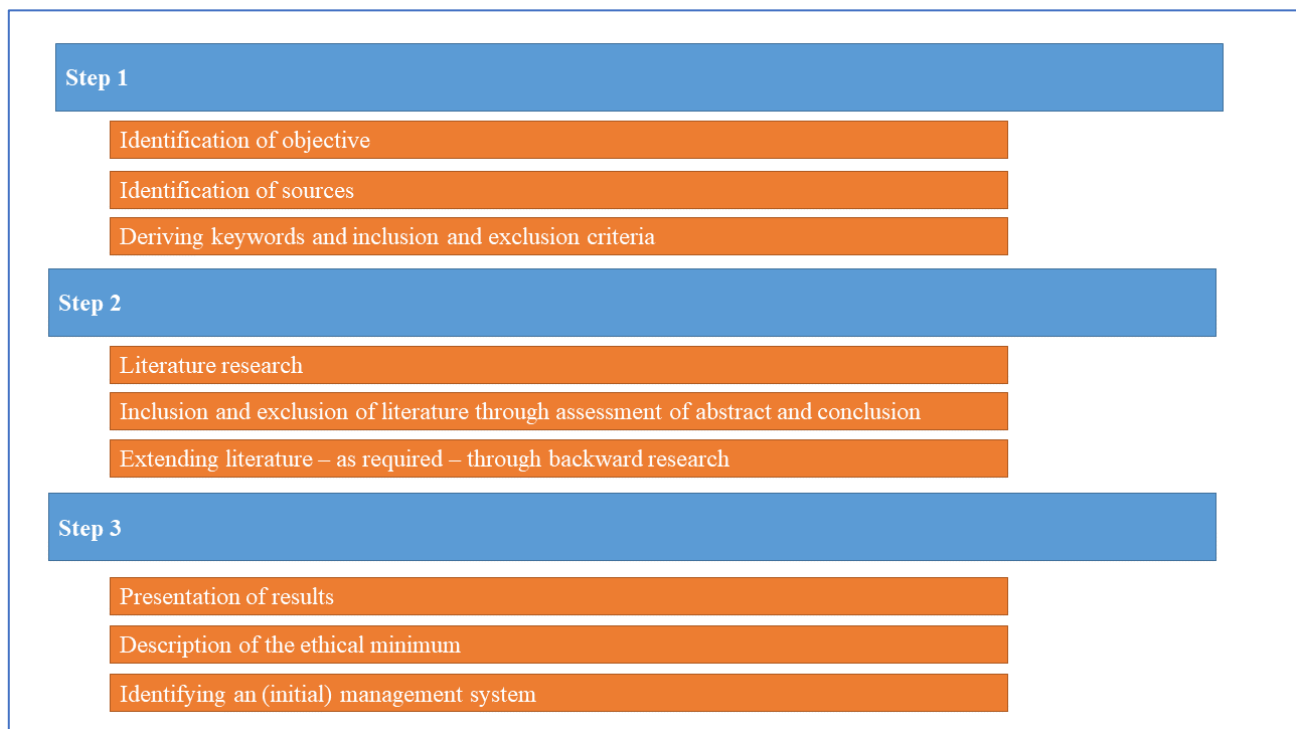 Step 1
Identification of objective
Identification of sources
Deriving keywords and inclusion and exclusion criteria
Step 2
Literature research
Inclusion and exclusion of literature through assessment of abstract and conclusion
Extending literature – as required – through backward research
Step 3
Presentation of results
Description of the ethical minimum
Identifying an (initial) management system